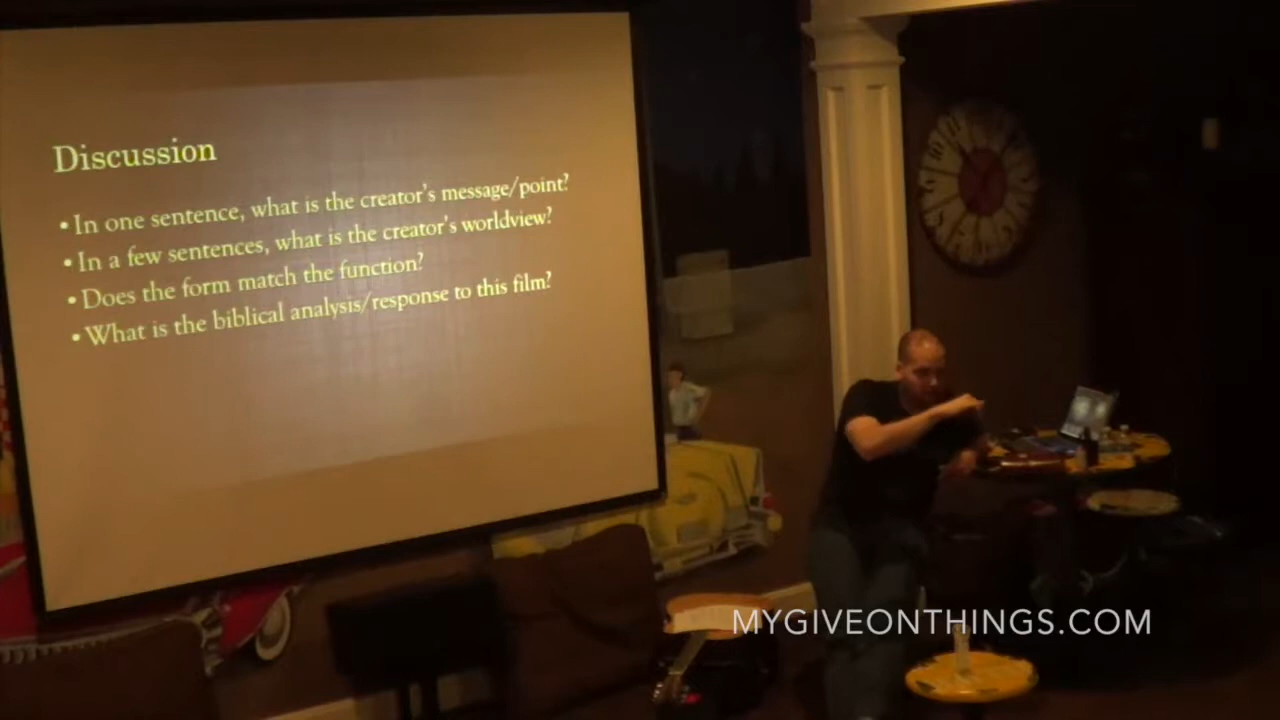 Discussion
• In one sentence, what is the creator's message/point?
• In a few sentences, what is the creator's worldview?
• Does the form match the function?
• What is the biblical analysis/response to this film?
MYGIVEONTHINGS.COM